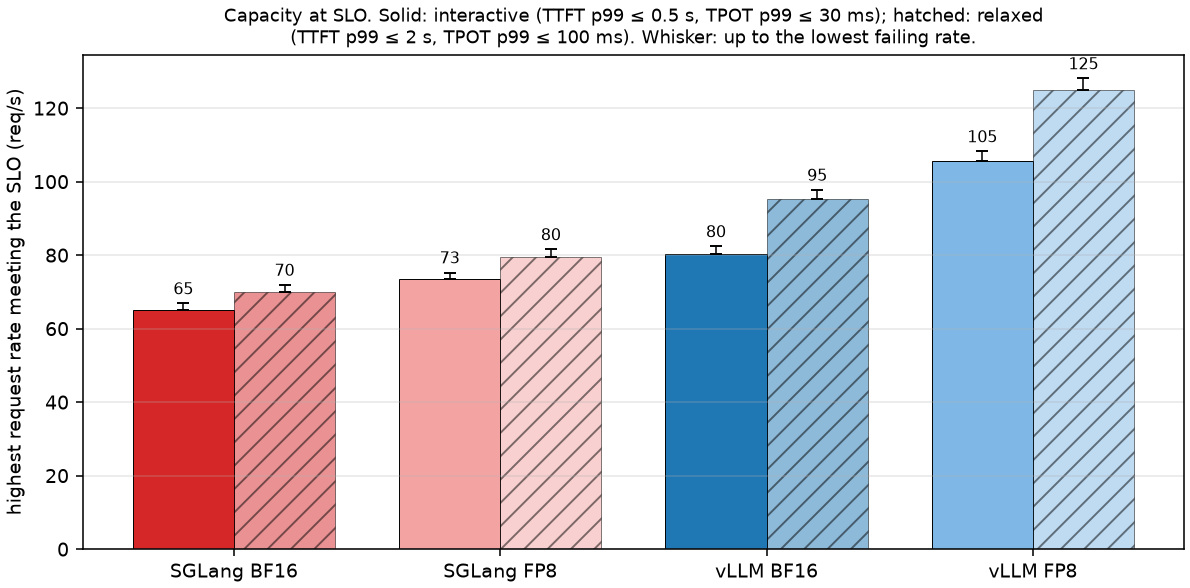 Capacity at SLO. Solid: interactive (TTFT p99 ≤ 0.5 s, TPOT p99 ≤ 30 ms); hatched: relaxed
(TTFT p99 ≤ 2 s, TPOT p99 ≤ 100 ms). Whisker: up to the lowest failing rate.
highest request rate meeting the SLO (req/s)
120
100
80
60
40
20
0
65
70
73
80
80
95
105
125
SGLang BF16
SGLang FP8
vLLM BF16
vLLM FP8